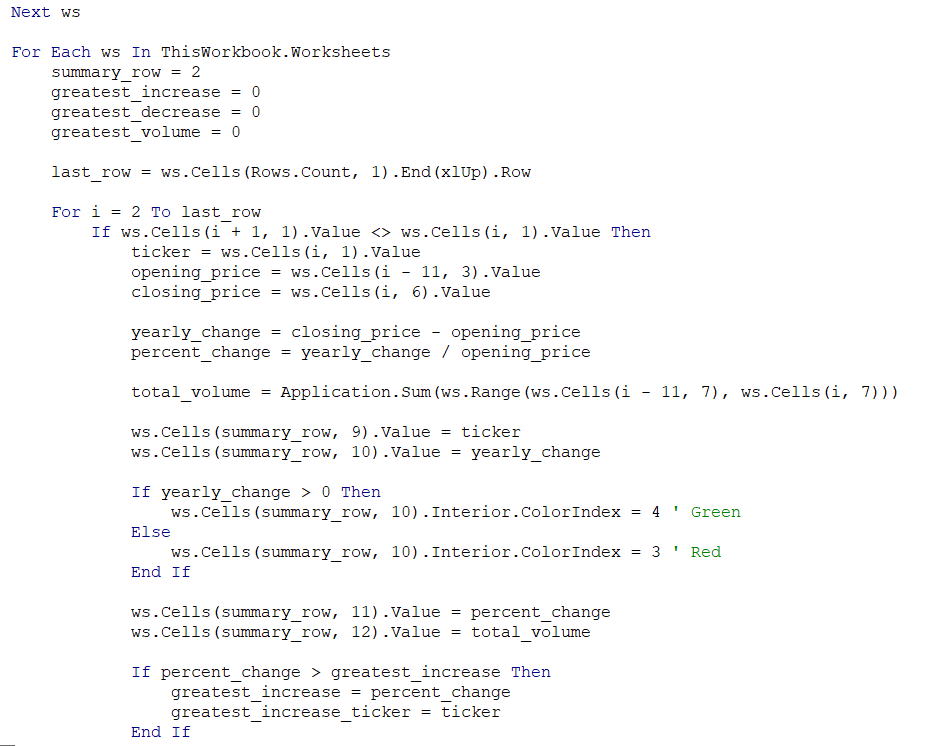 Next ws
For Each ws In ThisWorkbook.Worksheets
summary_row = 2
greatest_increase = 0
greatest_decrease = 0
greatest_volume = 0
last_row = ws.Cells(Rows.Count, 1).End(xlUp).Row
For i = 2 To last_row
If ws.Cells(i + 1, 1).Value <> ws.Cells(i, 1).Value Then
ticker = ws.Cells(i, 1).Value
opening_price = ws.Cells(i - 11, 3).Value
closing_price = ws.Cells(i, 6).Value
yearly_change = closing_price - opening_price
percent_change = yearly_change / opening_price
total_volume = Application.Sum(ws.Range(ws.Cells(i - 11, 7), ws.Cells(i, 7)))
ws.Cells(summary_row, 9).Value = ticker
ws.Cells(summary_row, 10).Value = yearly_change
If yearly_change > 0 Then
ws.Cells(summary_row, 10).Interior.ColorIndex = 4 ' Green
Else
ws.Cells(summary_row, 10).Interior.ColorIndex = 3 ' Red
End If
ws.Cells(summary_row, 11).Value = percent_change
ws.Cells(summary_row, 12).Value = total_volume
If percent_change > greatest_increase Then
greatest_increase = percent_change
greatest_increase_ticker = ticker
End If